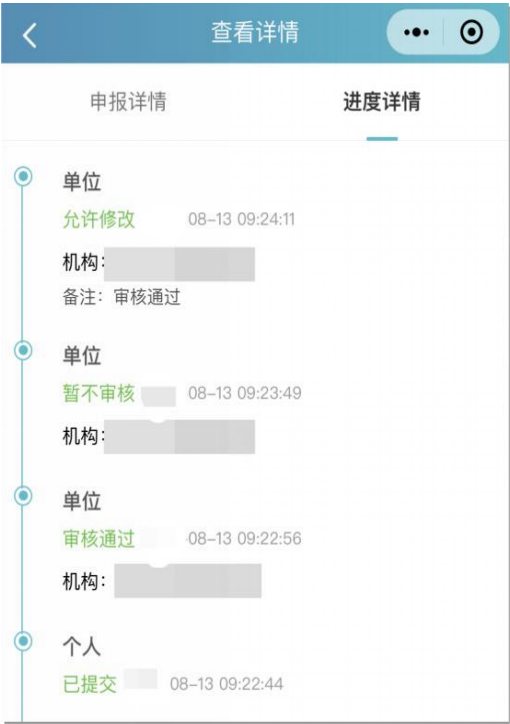 查看详情
申报详情 进度详情
单位
允许修改 08-13 09:24:11
机构:
备注：审核通过
单位
暂不审核 08-13 09:23:49
机构:
单位
审核通过 08-13 09:22:56
机构：
个人
已提交 08-13 09:22:44